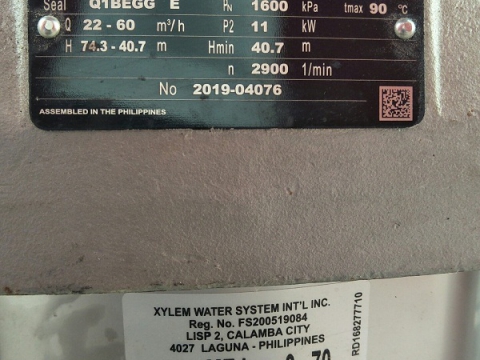 Seal Q1BEGG E PN 1600 kPa tmax 90 °C
Q 22 - 60 m³/h P2 11 kW
H 74.3 - 40.7 m Hmin 40.7 m
n 2900 1/min
No 2019-04076
ASSEMBLED IN THE PHILIPPINES
XYLEM WATER SYSTEM INT'L INC.
Reg. No. FS200519084
LISP 2, CALAMBA CITY
4027 LAGUNA - PHILIPPINES
RD168277710